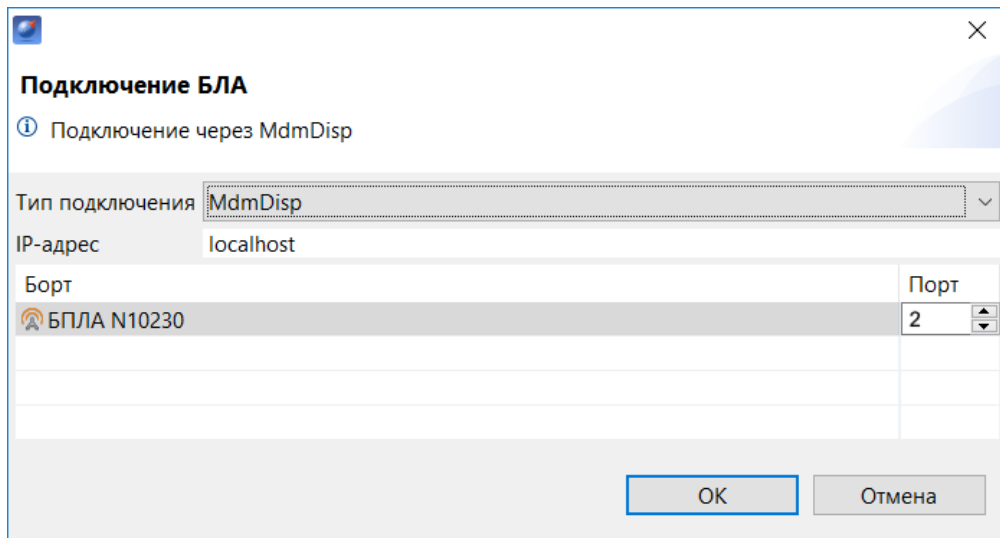 Подключение БЛА
Подключение через MdmDisp
Тип подключения MdmDisp
IP-адрес localhost
Борт Порт
БПЛА N10230 2
OK Отмена